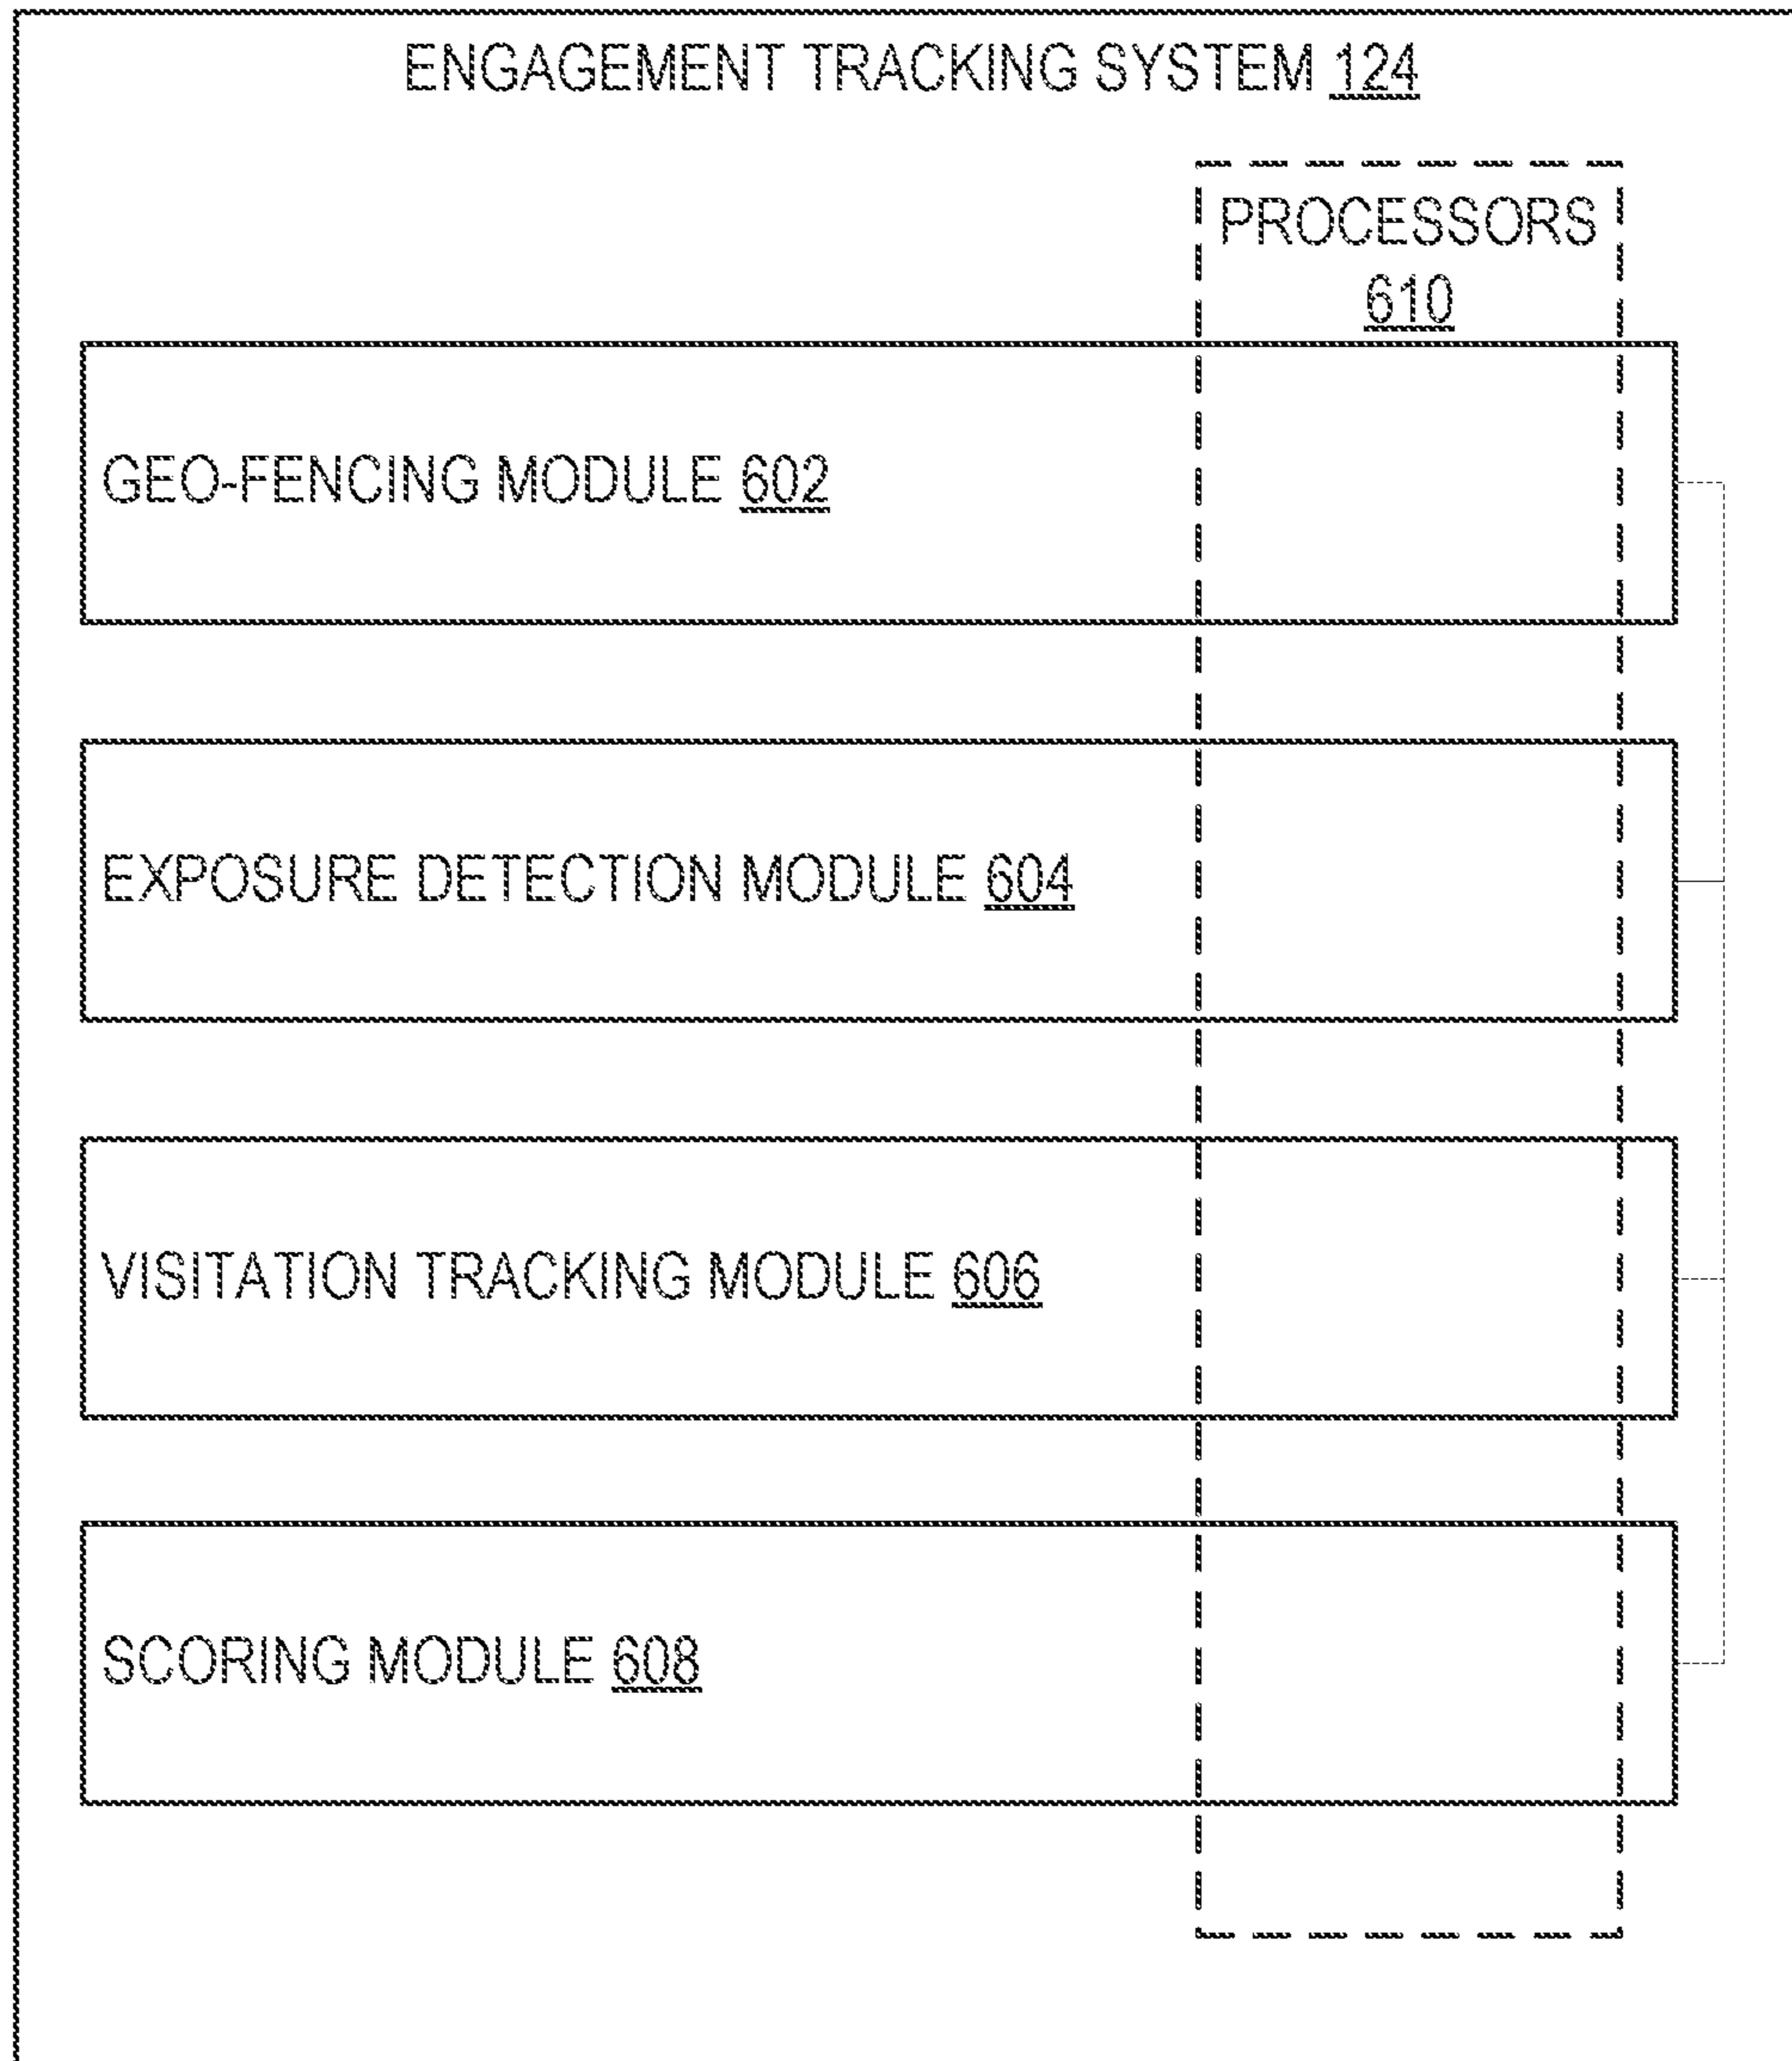 ENGAGEMENT TRACKING SYSTEM 124
PROCESSORS
610
GEO-FENCING MODULE 602
EXPOSURE DETECTION MODULE 604
VISITATION TRACKING MODULE 606
SCORING MODULE 608